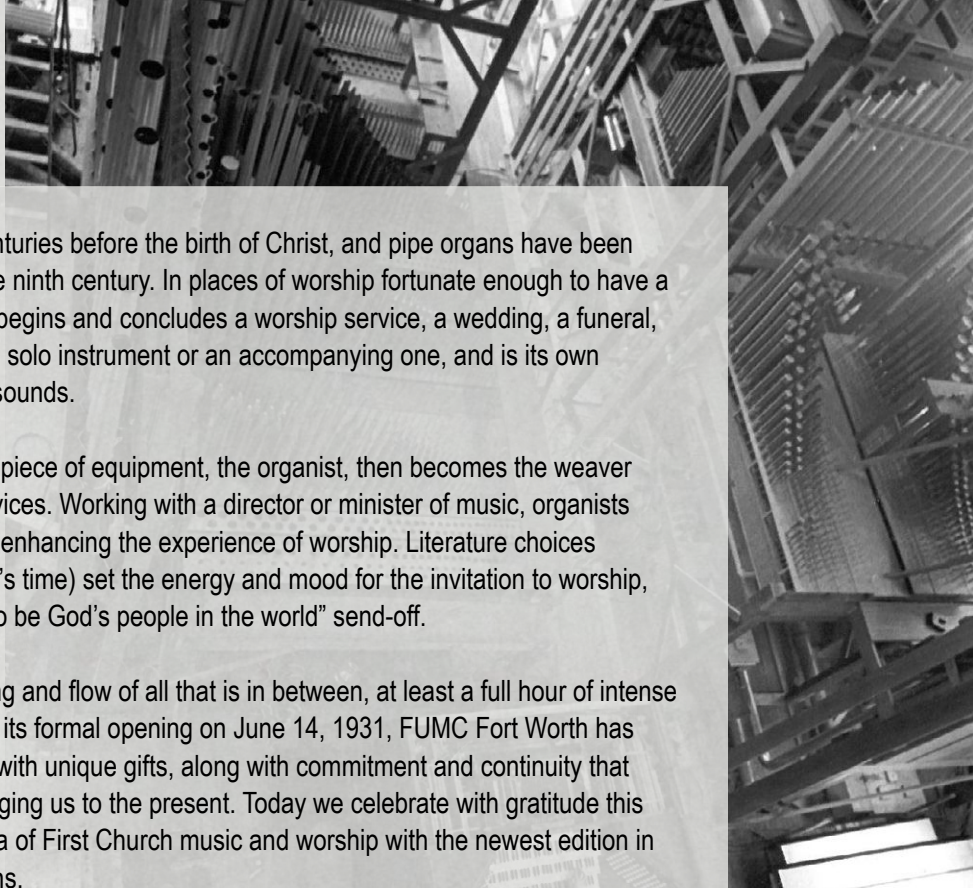 nturies before the birth of Christ, and pipe organs have been
e ninth century. In places of worship fortunate enough to have a
begins and concludes a worship service, a wedding, a funeral,
solo instrument or an accompanying one, and is its own
sounds.
piece of equipment, the organist, then becomes the weaver
vices. Working with a director or minister of music, organists
enhancing the experience of worship. Literature choices
’s time) set the energy and mood for the invitation to worship,
o be God’s people in the world” send-off.
ng and flow of all that is in between, at least a full hour of intense
its formal opening on June 14, 1931, FUMC Fort Worth has
with unique gifts, along with commitment and continuity that
ging us to the present. Today we celebrate with gratitude this
a of First Church music and worship with the newest edition in
ns.